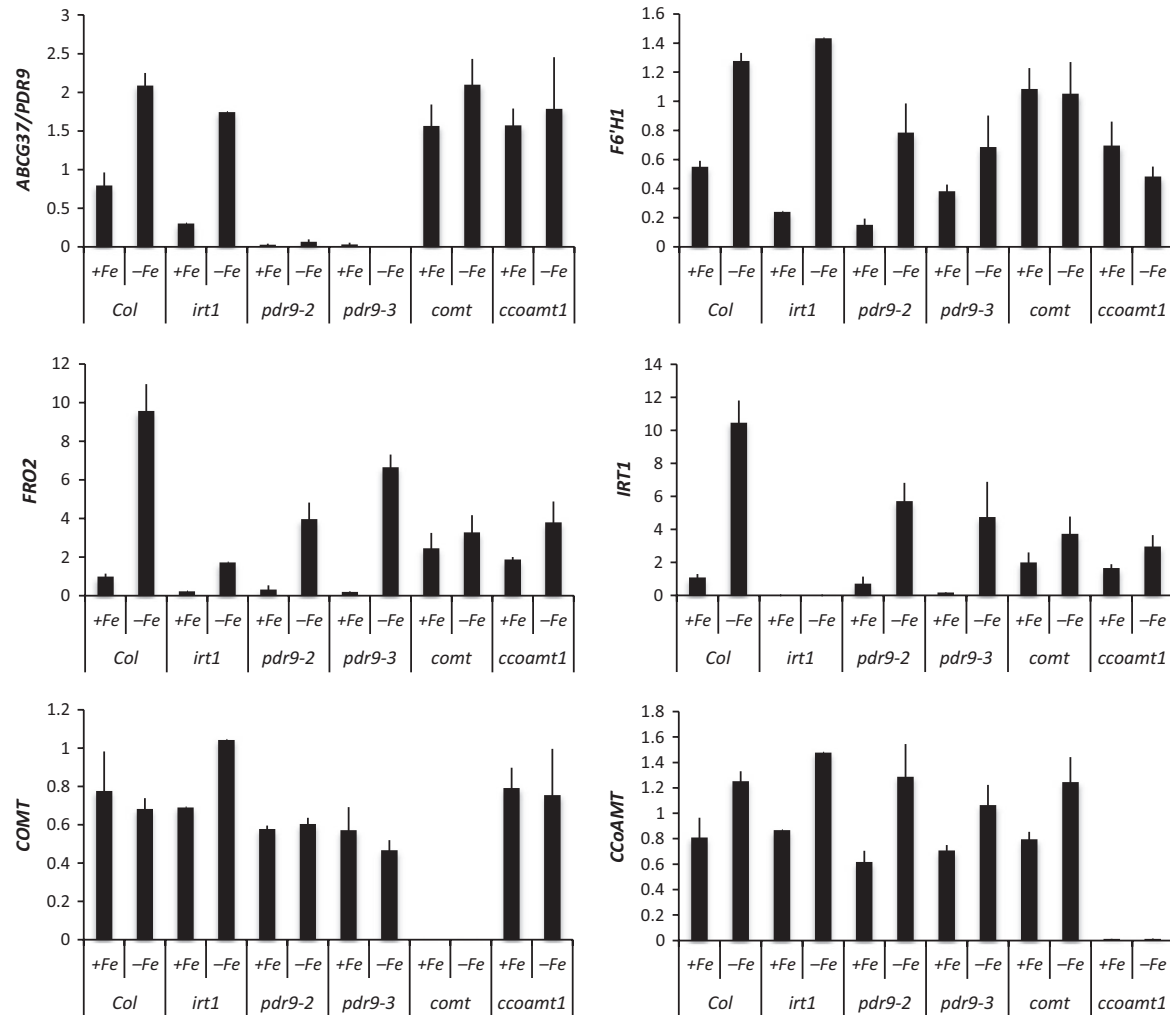 ABCG37/PDR9
3
2.5
2
1.5
1
0.5
0
+Fe –Fe +Fe –Fe +Fe –Fe +Fe –Fe +Fe –Fe +Fe –Fe
Col irt1 pdr9-2 pdr9-3 comt ccoamt1
F6'H1
1.6
1.4
1.2
1
0.8
0.6
0.4
0.2
0
+Fe –Fe +Fe –Fe +Fe –Fe +Fe –Fe +Fe –Fe +Fe –Fe
Col irt1 pdr9-2 pdr9-3 comt ccoamt1
FRO2
12
10
8
6
4
2
0
+Fe –Fe +Fe –Fe +Fe –Fe +Fe –Fe +Fe –Fe +Fe –Fe
Col irt1 pdr9-2 pdr9-3 comt ccoamt1
IRT1
14
12
10
8
6
4
2
0
+Fe –Fe +Fe –Fe +Fe –Fe +Fe –Fe +Fe –Fe +Fe –Fe
Col irt1 pdr9-2 pdr9-3 comt ccoamt1
COMT
1.2
1
0.8
0.6
0.4
0.2
0
+Fe –Fe +Fe –Fe +Fe –Fe +Fe –Fe +Fe –Fe +Fe –Fe
Col irt1 pdr9-2 pdr9-3 comt ccoamt1
CCoAMT
1.8
1.6
1.4
1.2
1
0.8
0.6
0.4
0.2
0
+Fe –Fe +Fe –Fe +Fe –Fe +Fe –Fe +Fe –Fe +Fe –Fe
Col irt1 pdr9-2 pdr9-3 comt ccoamt1